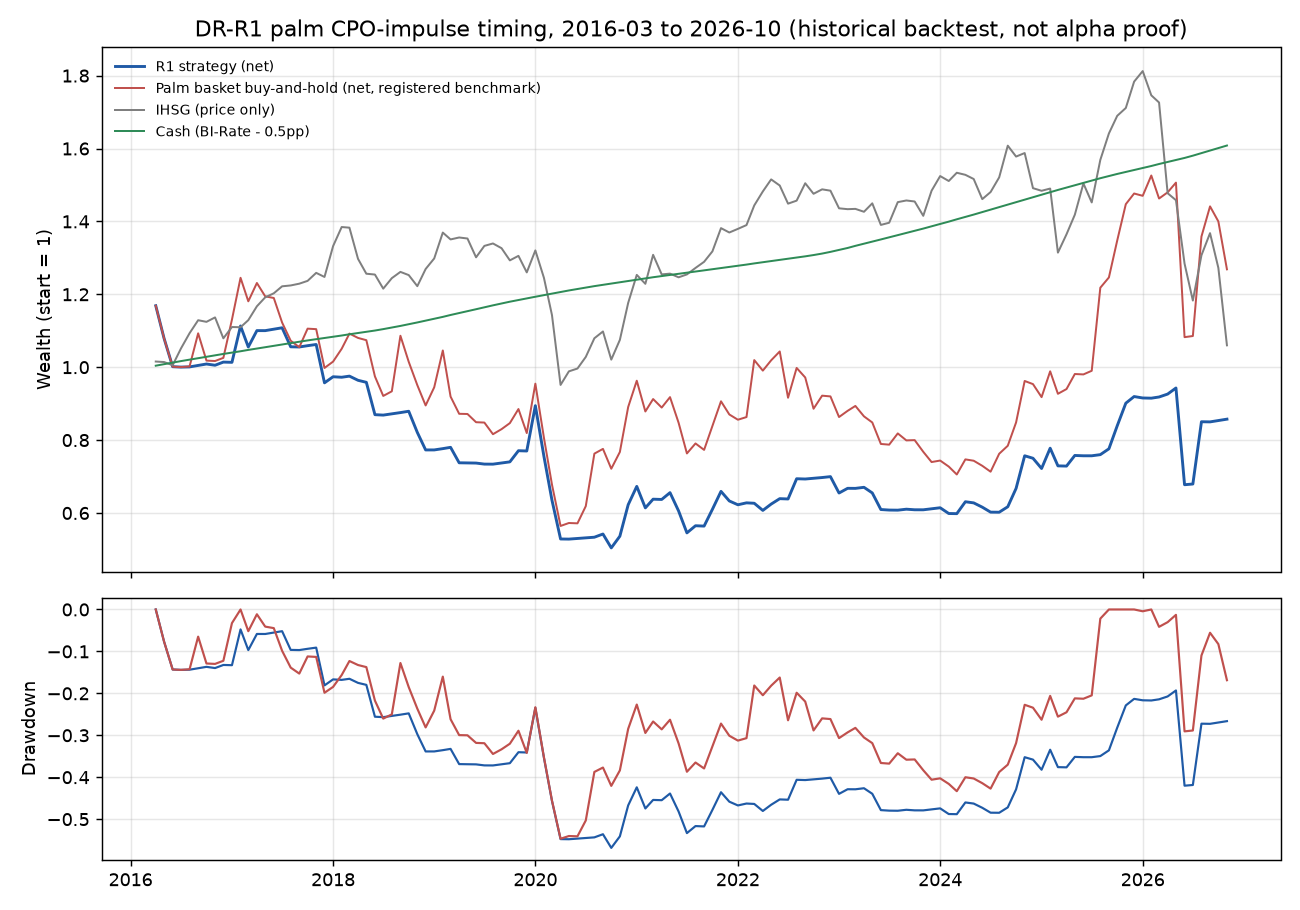 DR-R1 palm CPO-impulse timing, 2016-03 to 2026-10 (historical backtest, not alpha proof)
R1 strategy (net)
Palm basket buy-and-hold (net, registered benchmark)
IHSG (price only)
Cash (BI-Rate - 0.5pp)
Wealth (start = 1)
1.8
1.6
1.4
1.2
1.0
0.8
0.6
Drawdown
0.0
−0.1
−0.2
−0.3
−0.4
−0.5
2016
2018
2020
2022
2024
2026